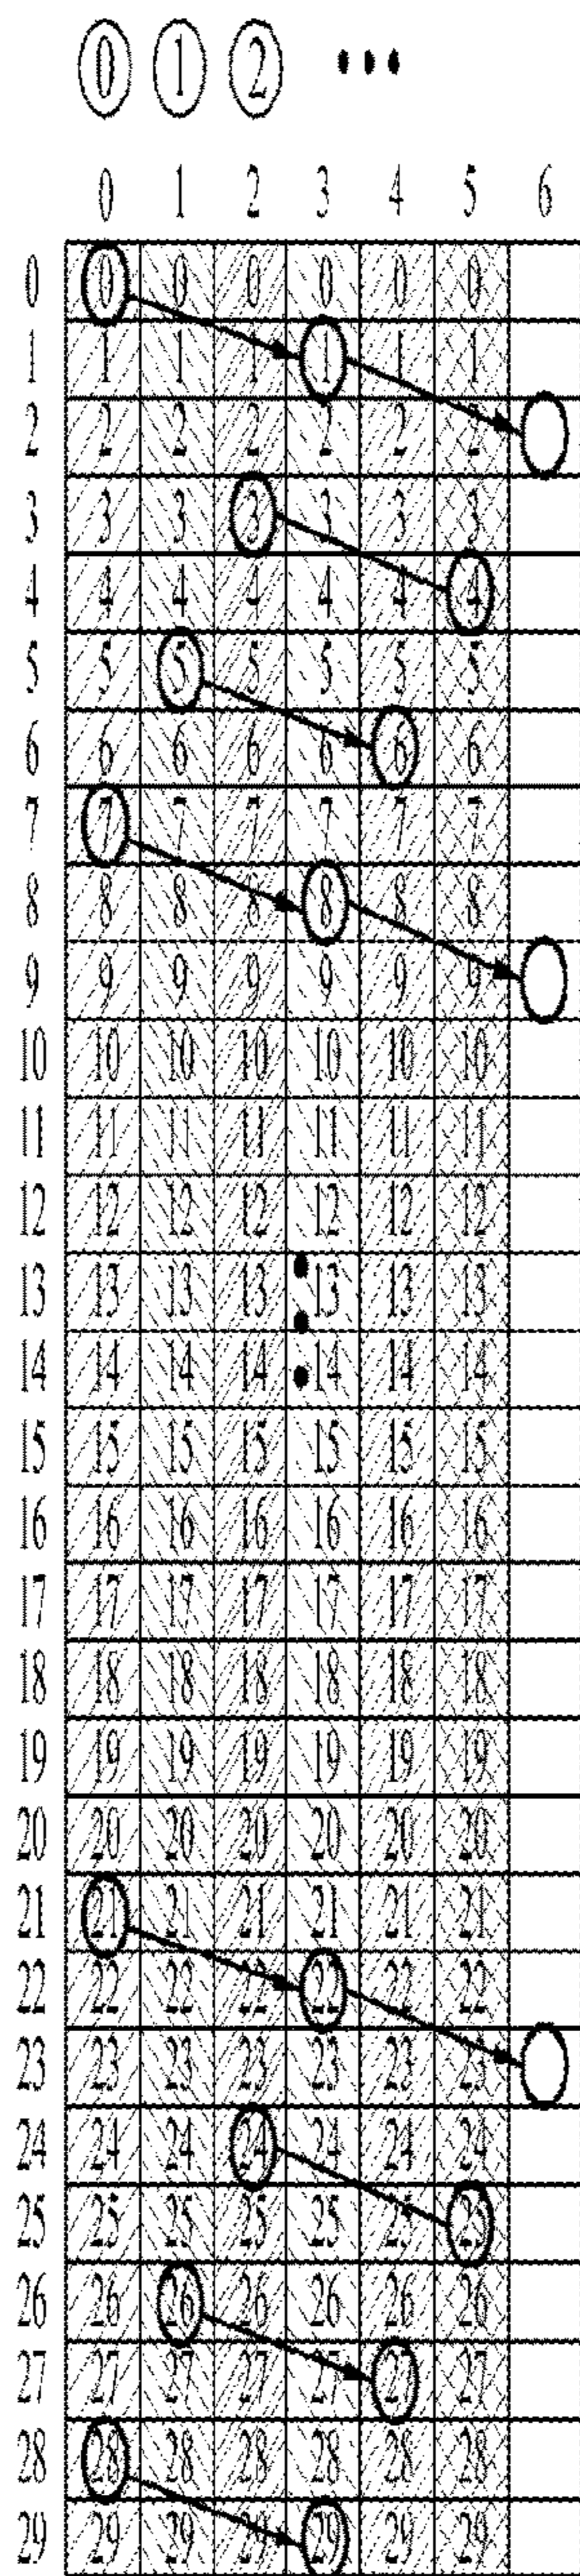 0 1 2 •••
0 1 2 3 4 5 6
0 0 0 0 0 0 0
1 1 1 1 1 1 1
2 2 2 2 2 2 2
3 3 3 3 3 3 3
4 4 4 4 4 4 4
5 5 5 5 5 5 5
6 6 6 6 6 6 6
7 7 7 7 7 7 7
8 8 8 8 8 8 8
9 9 9 9 9 9 9
10 10 10 10 10 10 10
11 11 11 11 11 11 11
12 12 12 12 12 12 12
13 13 13 13 13 13 13
14 14 14 14 14 14 14
15 15 15 15 15 15 15
16 16 16 16 16 16 16
17 17 17 17 17 17 17
18 18 18 18 18 18 18
19 19 19 19 19 19 19
20 20 20 20 20 20 20
21 21 21 21 21 21 21
22 22 22 22 22 22 22
23 23 23 23 23 23 23
24 24 24 24 24 24 24
25 25 25 25 25 25 25
26 26 26 26 26 26 26
27 27 27 27 27 27 27
28 28 28 28 28 28 28
29 29 29 29 29 29 29